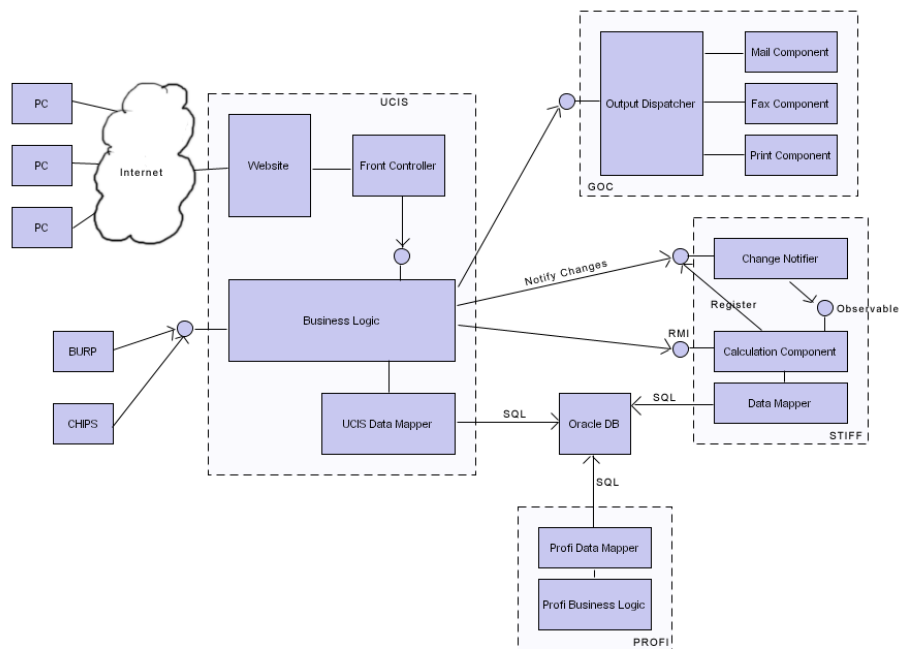 PC
PC
PC
Internet
UCIS
Website
Front Controller
Business Logic
UCIS Data Mapper
BURP
CHIPS
Output Dispatcher
Mail Component
Fax Component
Print Component
GOC
Notify Changes
Change Notifier
Register
Observable
RMI
Calculation Component
Data Mapper
STIFF
SQL
SQL
Oracle DB
SQL
Profi Data Mapper
Profi Business Logic
PROFI